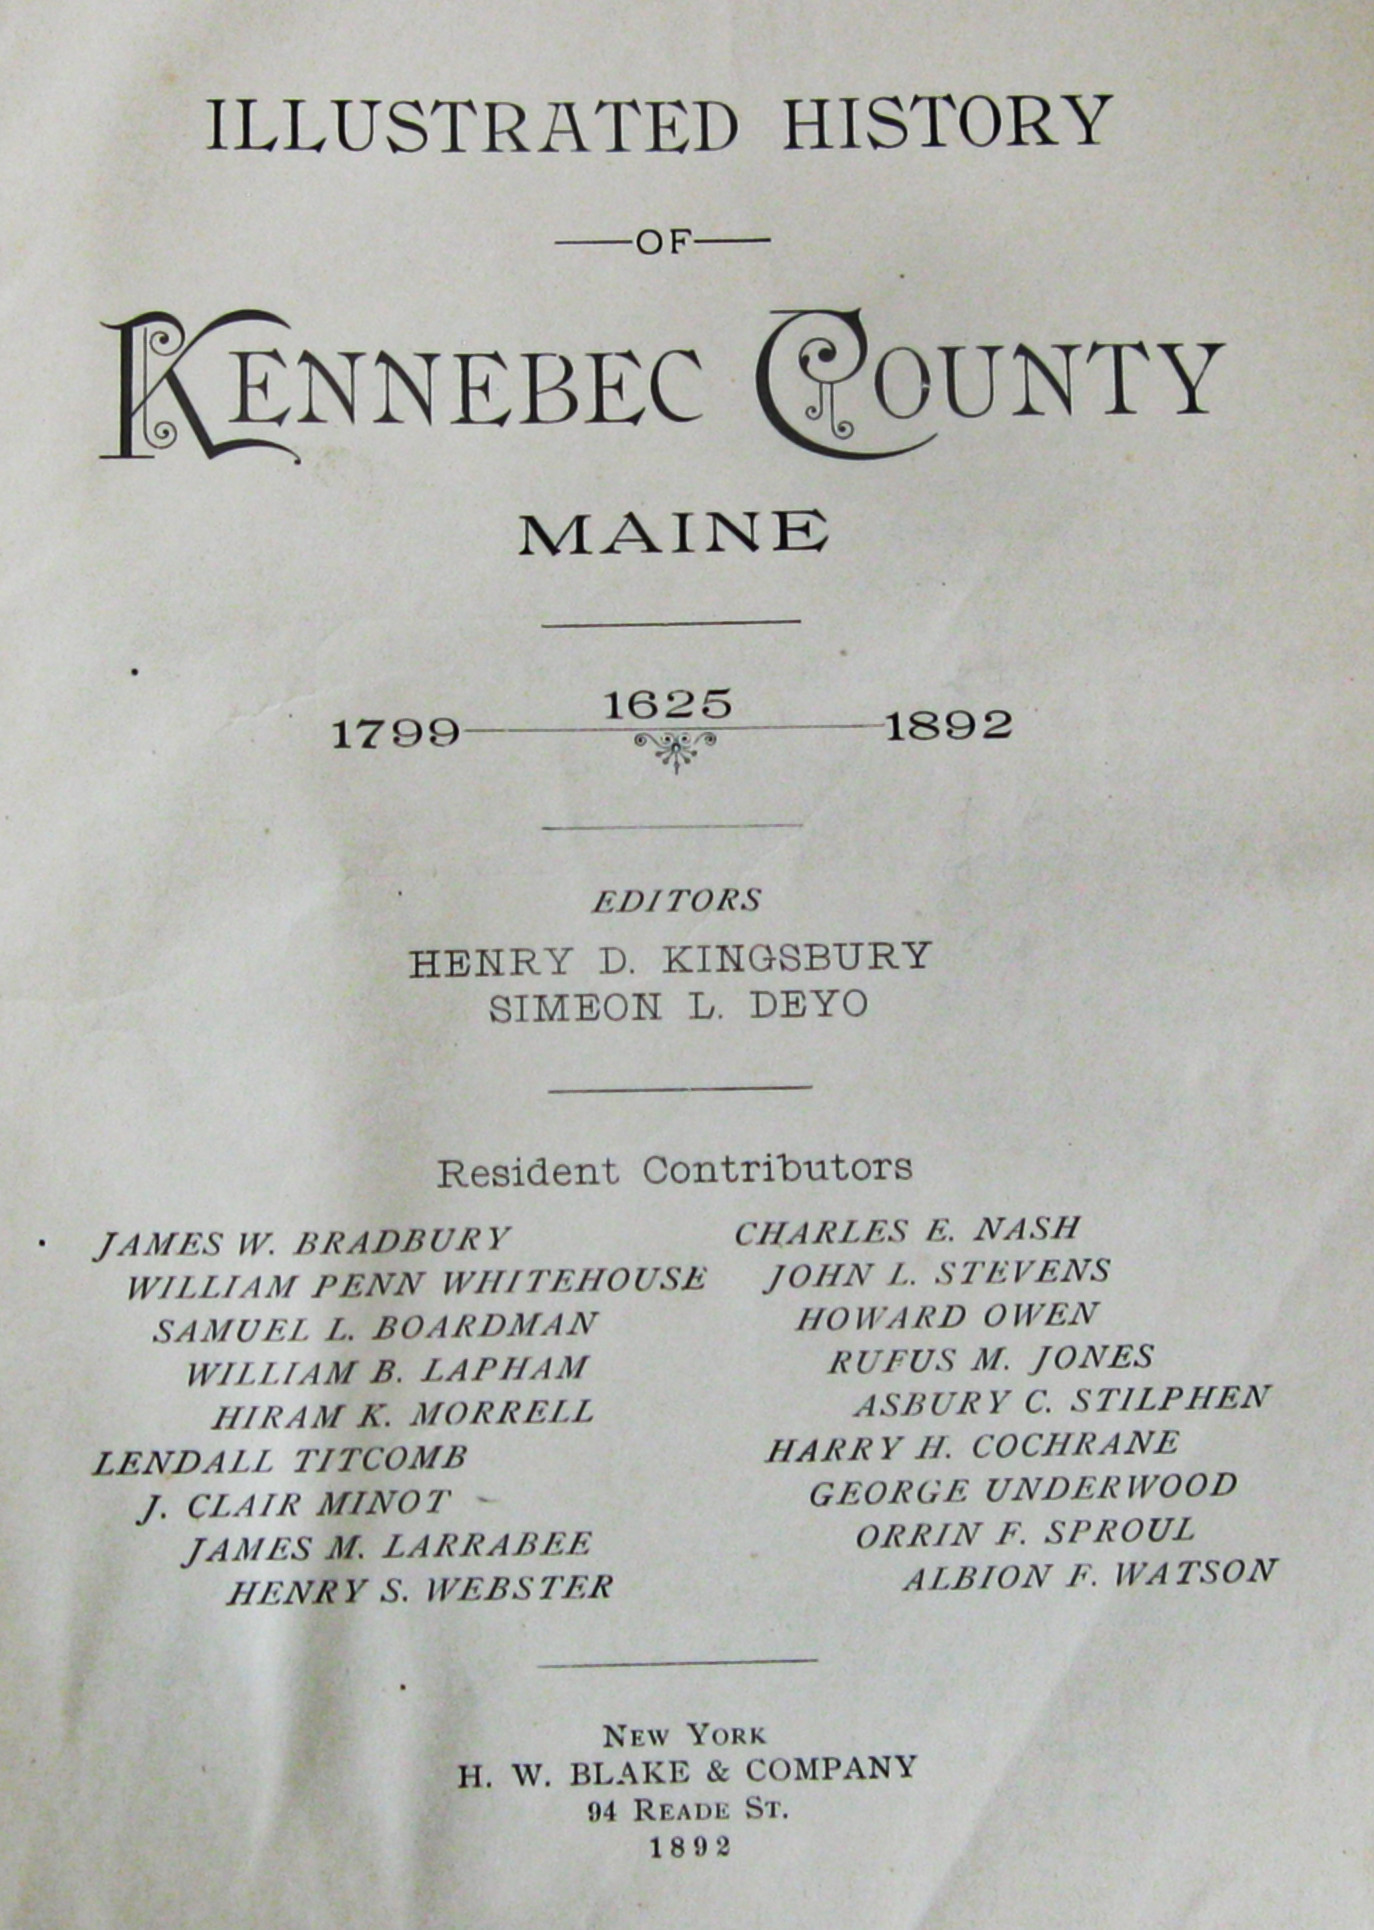 ILLUSTRATED HISTORY
—OF—
KENNEBEC COUNTY
MAINE
1625
1799——1892
EDITORS
HENRY D. KINGSBURY
SIMEON L. DEYO
Resident Contributors
JAMES W. BRADBURY
WILLIAM PENN WHITEHOUSE
SAMUEL L. BOARDMAN
WILLIAM B. LAPHAM
HIRAM K. MORRELL
LENDALL TITCOMB
J. CLAIR MINOT
JAMES M. LARRABEE
HENRY S. WEBSTER
CHARLES E. NASH
JOHN L. STEVENS
HOWARD OWEN
RUFUS M. JONES
ASBURY C. STILPHEN
HARRY H. COCHRANE
GEORGE UNDERWOOD
ORRIN F. SPROUL
ALBION F. WATSON
NEW YORK
H. W. BLAKE & COMPANY
94 READE ST.
1892